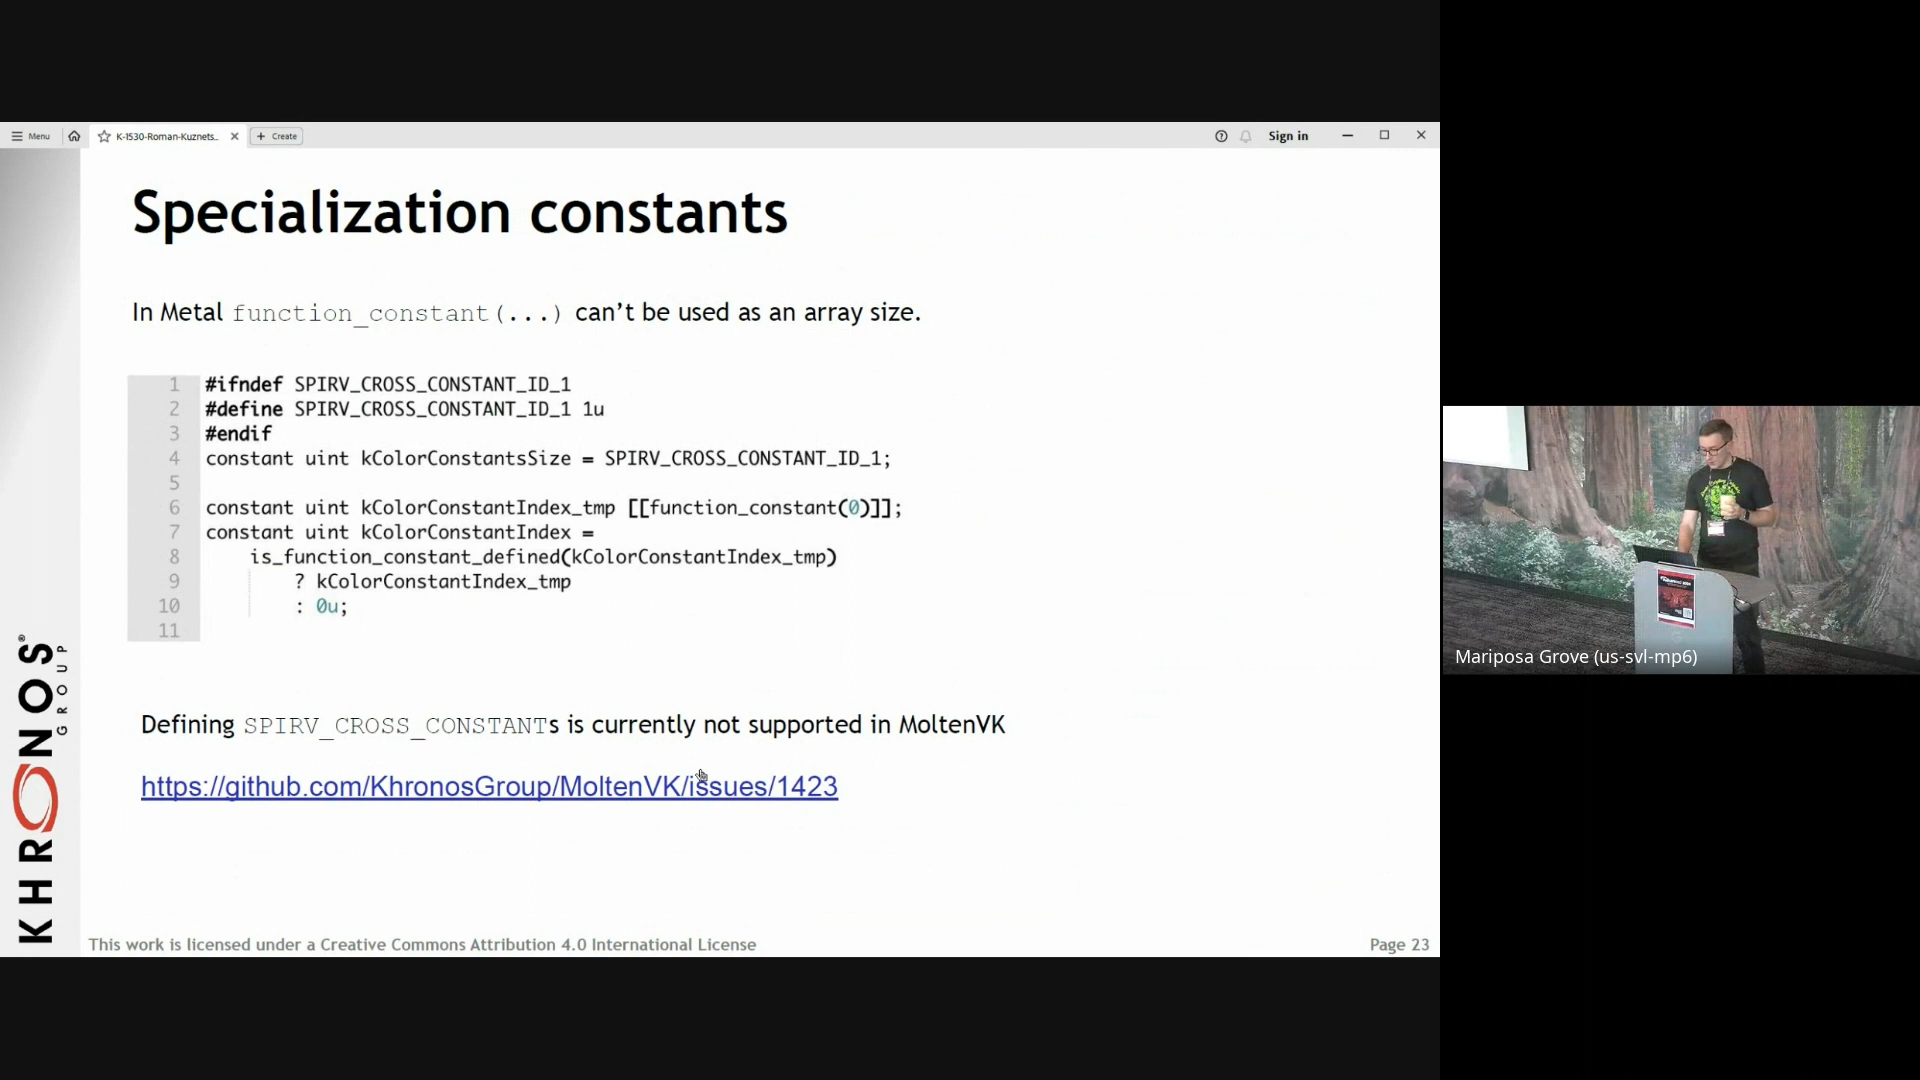 Menu
K-1530-Roman-Kuznets...
Create
Sign in
Specialization constants
In Metal function_constant(...) can't be used as an array size.
1 #ifndef SPIRV_CROSS_CONSTANT_ID_1
2 #define SPIRV_CROSS_CONSTANT_ID_1 1u
3 #endif
4 constant uint kColorConstantsSize = SPIRV_CROSS_CONSTANT_ID_1;
5
6 constant uint kColorConstantIndex_tmp [[function_constant(0)]];
7 constant uint kColorConstantIndex =
8 is_function_constant_defined(kColorConstantIndex_tmp)
9 ? kColorConstantIndex_tmp
10 : 0u;
11
Defining SPIRV_CROSS_CONSTANTs is currently not supported in MoltenVK
https://github.com/KhronosGroup/MoltenVK/issues/1423
KHRONOS®
GROUP
This work is licensed under a Creative Commons Attribution 4.0 International License
Page 23
Mariposa Grove (us-svl-mp6)